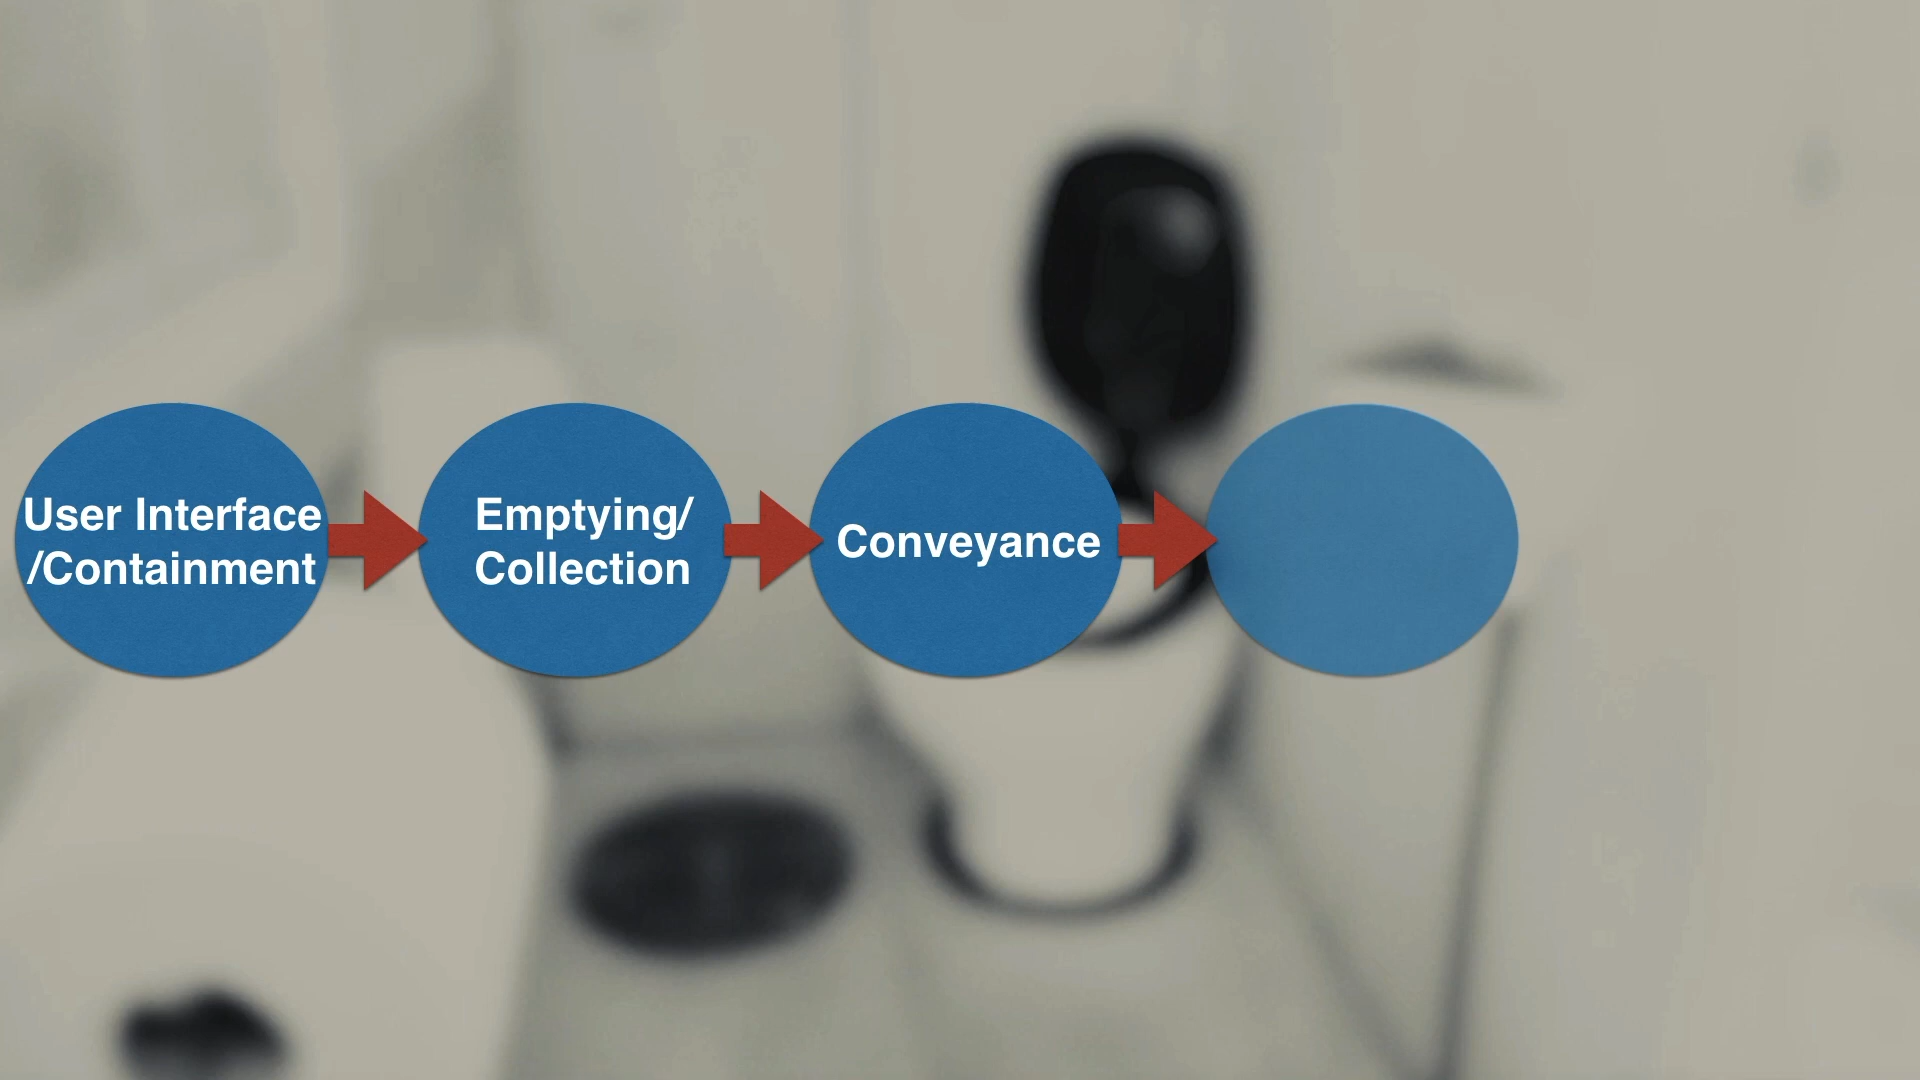 User Interface
/Containment
Emptying/
Collection
Conveyance